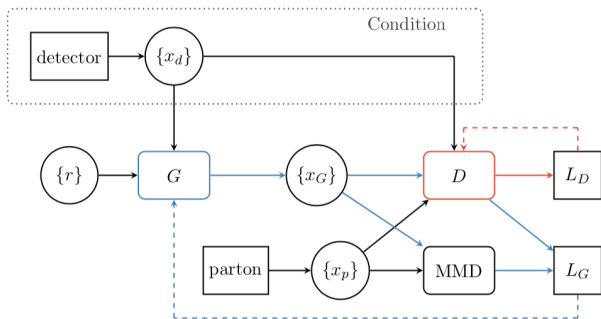 Condition
detector
{x_d}
{r}
G
{x_G}
D
L_D
parton
{x_p}
MMD
L_G